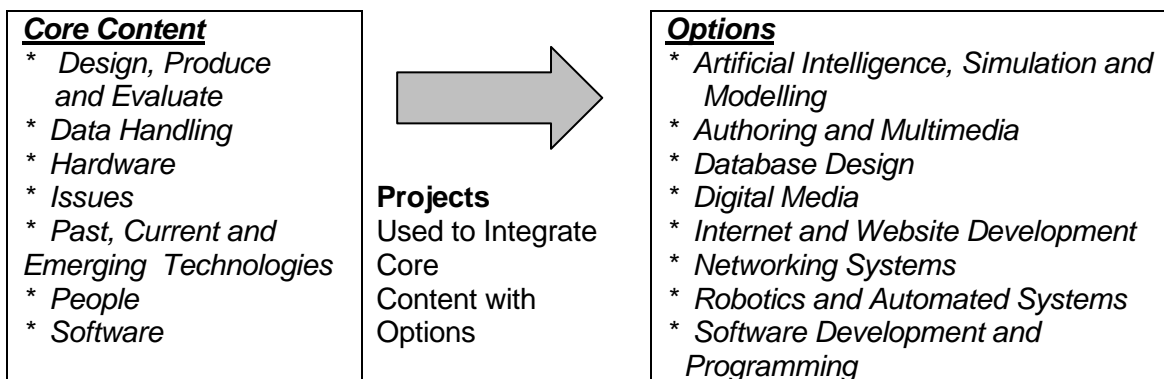 Core Content
* Design, Produce
and Evaluate
* Data Handling
* Hardware
* Issues
* Past, Current and
Emerging Technologies
* People
* Software
Projects
Used to Integrate
Core
Content with
Options
Options
* Artificial Intelligence, Simulation and
Modelling
* Authoring and Multimedia
* Database Design
* Digital Media
* Internet and Website Development
* Networking Systems
* Robotics and Automated Systems
* Software Development and
Programming